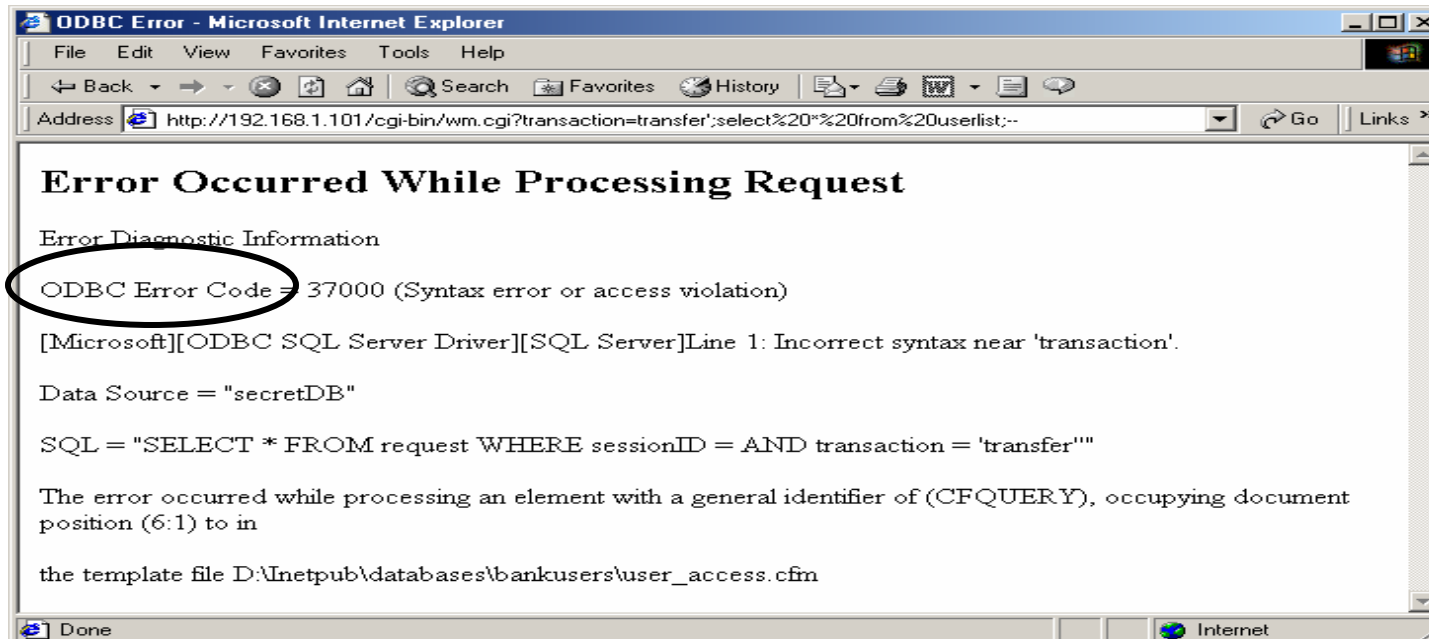 ODBC Error - Microsoft Internet Explorer
File Edit View Favorites Tools Help
Back Search Favorites History
Address http://192.168.1.101/cgi-bin/wm.cgi?transaction=transfer';select%20*%20from%20userlist;-- Go Links »
Error Occurred While Processing Request
Error Diagnostic Information
ODBC Error Code = 37000 (Syntax error or access violation)
[Microsoft][ODBC SQL Server Driver][SQL Server]Line 1: Incorrect syntax near 'transaction'.
Data Source = "secretDB"
SQL = "SELECT * FROM request WHERE sessionID = AND transaction = 'transfer''"
The error occurred while processing an element with a general identifier of (CFQUERY), occupying document
position (6:1) to in
the template file D:\Inetpub\databases\bankusers\user_access.cfm
Done Internet